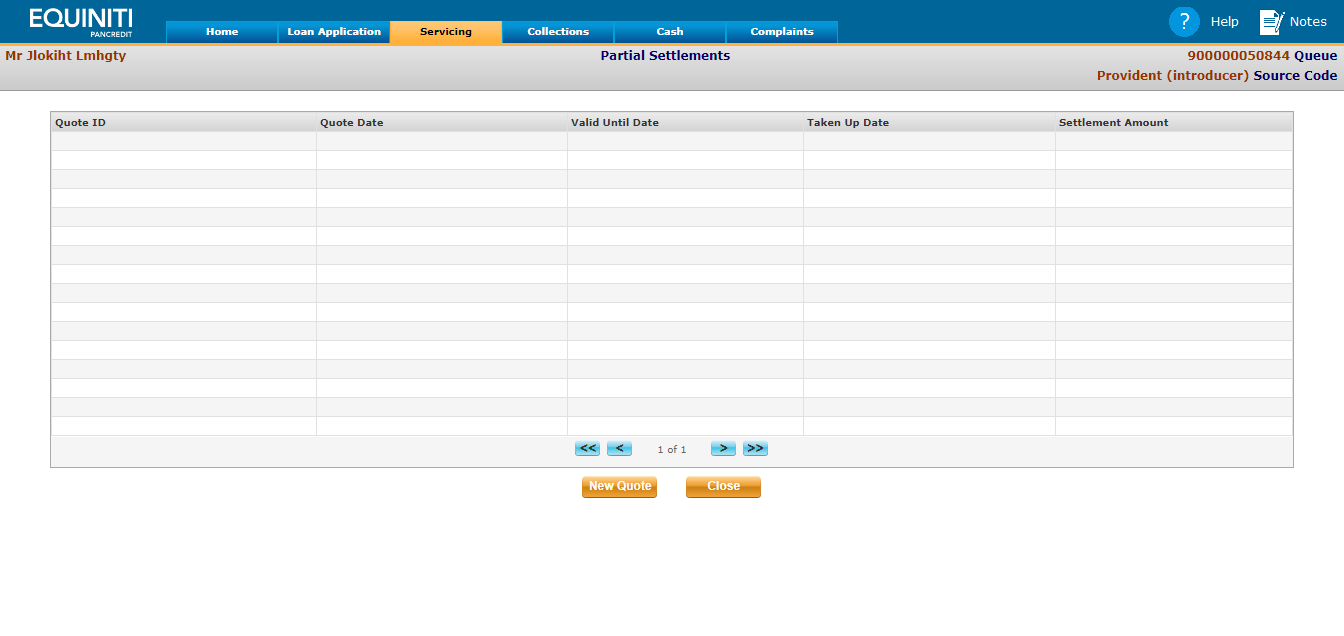 EQUINITI
PANCREDIT
Home Loan Application Servicing Collections Cash Complaints
? Help Notes
Mr Jlokiht Lmhgty Partial Settlements 900000050844 Queue
Provident (introducer) Source Code
Quote ID Quote Date Valid Until Date Taken Up Date Settlement Amount
<< < 1 of 1 > >>
New Quote Close